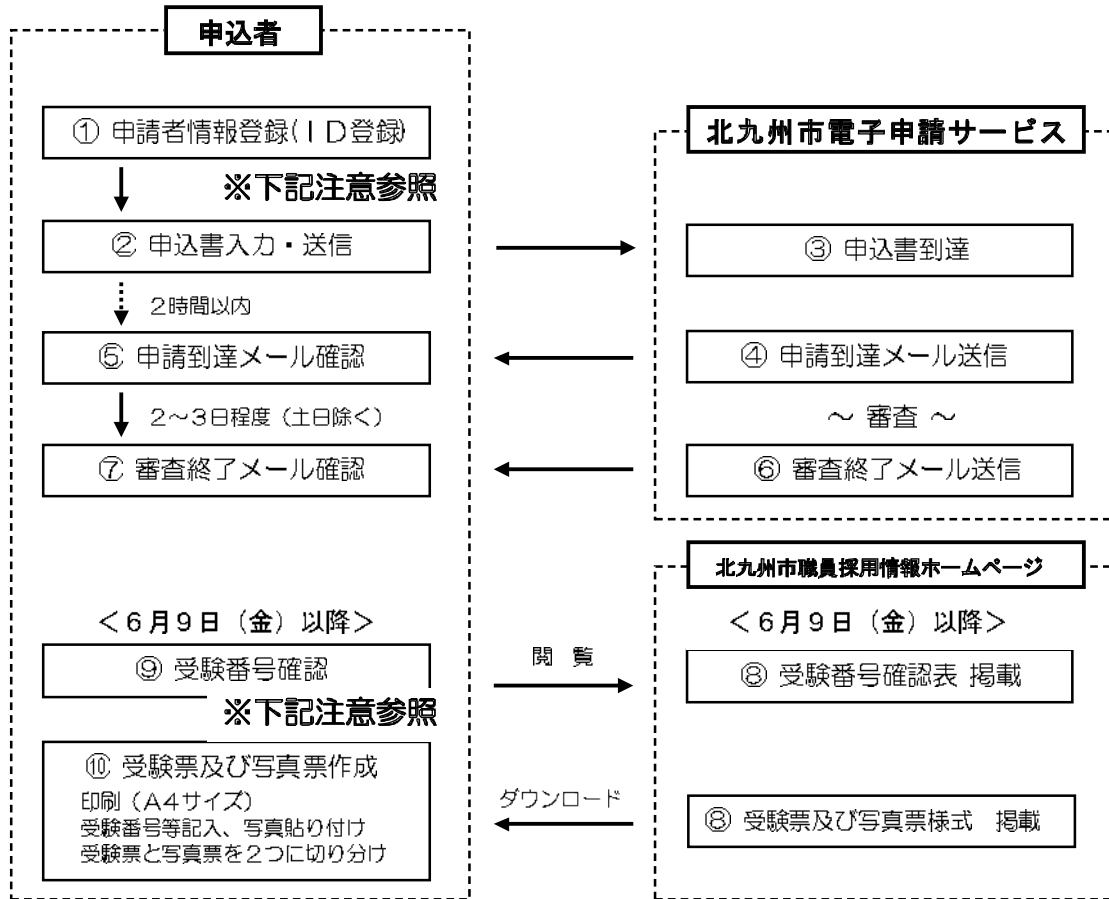 申込者
① 申請者情報登録(ＩＤ登録)
※下記注意参照
② 申込書入力・送信
２時間以内
⑤ 申請到達メール確認
２～３日程度（土日除く）
⑦ 審査終了メール確認
＜６月９日（金）以降＞
⑨ 受験番号確認
※下記注意参照
⑩ 受験票及び写真票作成
印刷（Ａ４サイズ）
受験番号等記入、写真貼り付け
受験票と写真票を２つに切り分け
閲 覧
ダウンロード
北九州市電子申請サービス
③ 申込書到達
④ 申請到達メール送信
～ 審査 ～
⑥ 審査終了メール送信
北九州市職員採用情報ホームページ
＜６月９日（金）以降＞
⑧ 受験番号確認表 掲載
⑧ 受験票及び写真票様式　掲載